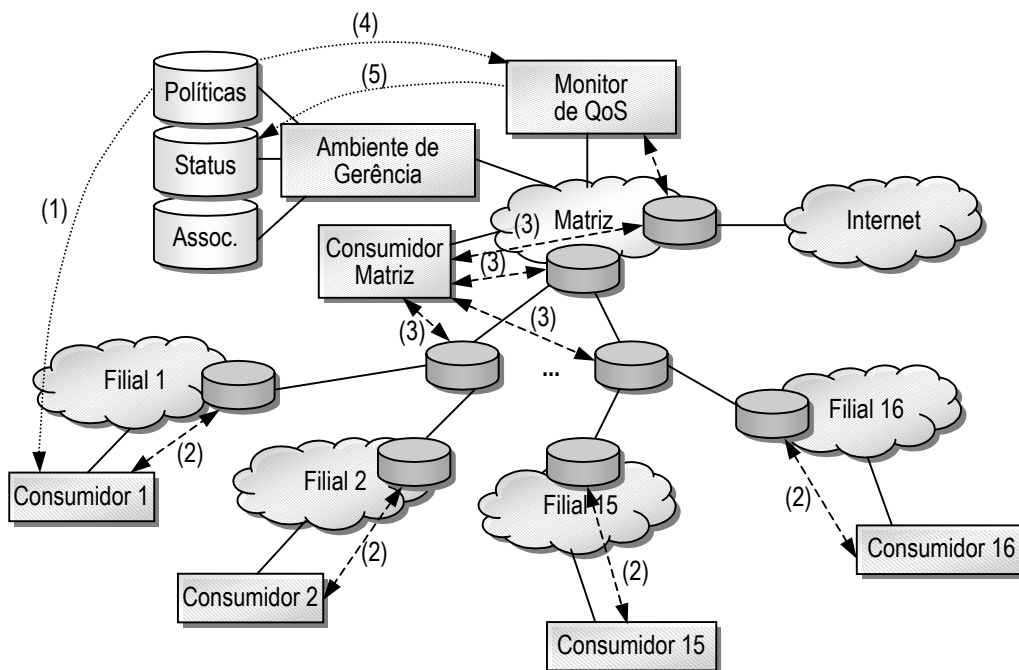 (4)
Políticas
(5)
Monitor
de QoS
Status
Ambiente de
Gerência
(1)
Assoc.
Matriz
Internet
Consumidor
Matriz
(3)
(3)
(3)
(3)
Filial 1
...
Filial 16
(2)
Consumidor 1
Filial 2
Filial 15
(2)
Consumidor 16
(2)
(2)
Consumidor 2
Consumidor 15